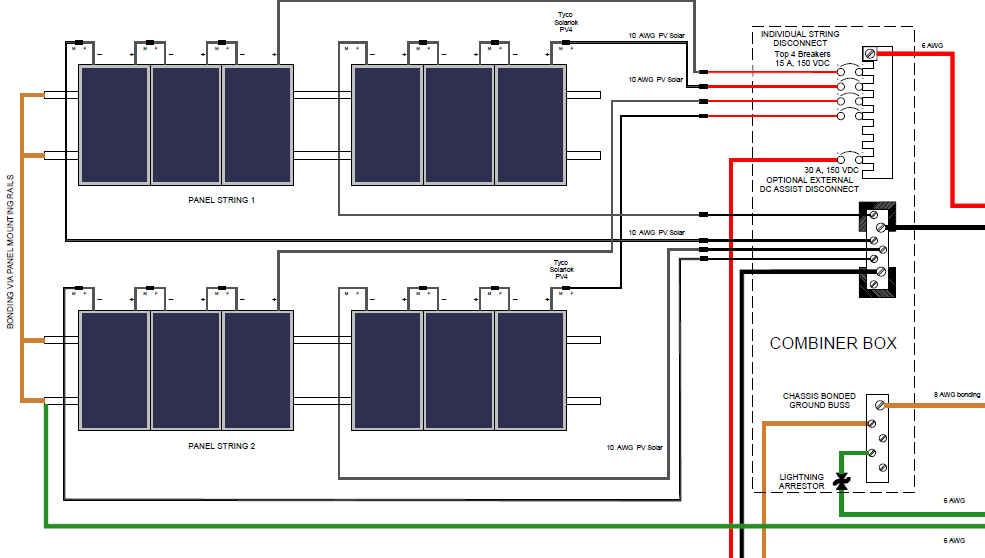 Tyco
Solarlok
PV4
10 AWG PV Solar
10 AWG PV Solar
INDIVIDUAL STRING
DISCONNECT
Top 4 Breakers
15 A, 150 VDC
6 AWG
M F - + M F - + M F - +
M F - + M F - + M F - + M F
30 A, 150 VDC
OPTIONAL EXTERNAL
DC ASSIST DISCONNECT
PANEL STRING 1
BONDING VIA PANEL MOUNTING RAILS
10 AWG PV Solar
Tyco
Solarlok
PV4
M F - + M F - + M F - +
M F - + M F - + M F - + M F
COMBINER BOX
CHASSIS BONDED
GROUND BUSS
8 AWG bonding
PANEL STRING 2
10 AWG PV Solar
LIGHTNING
ARRESTOR
6 AWG
6 AWG